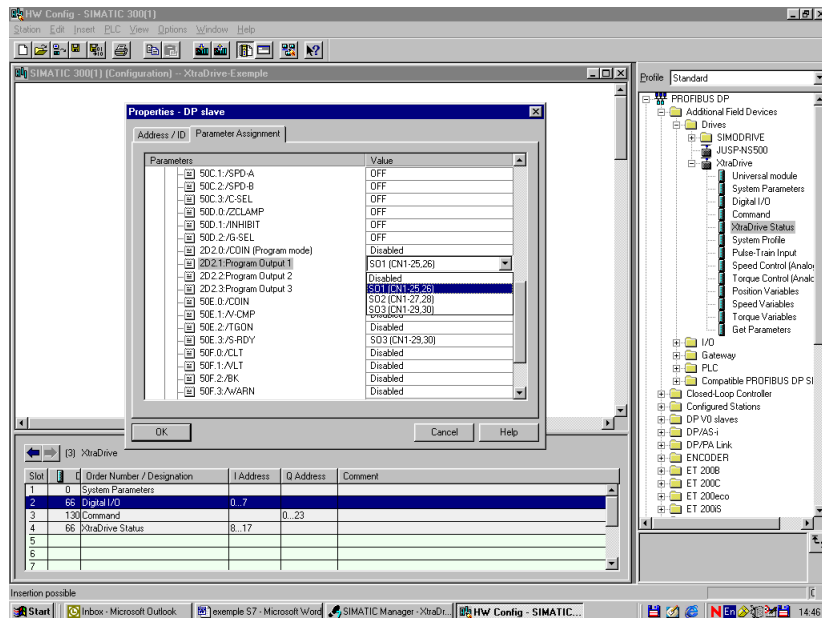 HW Config - SIMATIC 300(1)
Station Edit Insert PLC View Options Window Help
SIMATIC 300(1) (Configuration) -- XtraDrive-Exemple
Properties - DP slave
Address / ID Parameter Assignment
Parameters Value
50C.1:/SPD-A OFF
50C.2:/SPD-B OFF
50C.3:/C-SEL OFF
50D.0:/ZCLAMP OFF
50D.1:/INHIBIT OFF
50D.2:/G-SEL OFF
2D2.0:/COIN (Program mode) Disabled
2D2.1:Program Output 1 SO1 (CN1-25,26)
2D2.2:Program Output 2
2D2.3:Program Output 3
50E.0:/COIN
50E.1:/V-CMP
Disabled
SO1 (CN1-25,26)
SO2 (CN1-27,28)
SO3 (CN1-29,30)
50E.2:/TGON Disabled
50E.3:/S-RDY SO3 (CN1-29,30)
50F.0:/CLT Disabled
50F.1:/VLT Disabled
50F.2:/BK Disabled
50F.3:/WARN Disabled
OK Cancel Help
(3) XtraDrive
Slot Order Number / Designation I Address Q Address Comment
1 0 System Parameters
2 66 Digital I/O 0...7
3 130 Command 0...23
4 66 XtraDrive Status 8...17
5
6
7
Profile Standard
PROFIBUS DP
Additional Field Devices
Drives
SIMODRIVE
JUSP-NS500
XtraDrive
Universal module
System Parameters
Digital I/O
Command
XtraDrive Status
System Profile
Pulse-Train Input
Speed Control (Analo
Torque Control (Analc
Position Variables
Speed Variables
Torque Variables
Get Parameters
I/O
Gateway
PLC
Compatible PROFIBUS DP Sl
Closed-Loop Controller
Configured Stations
DP V0 slaves
DP/AS-i
DP/PA Link
ENCODER
ET 200B
ET 200C
ET 200eco
ET 200iS
Insertion possible
Start Inbox - Microsoft Outlook exemple S7 - Microsoft Word SIMATIC Manager - XtraDr... HW Config - SIMATIC... En 14:46